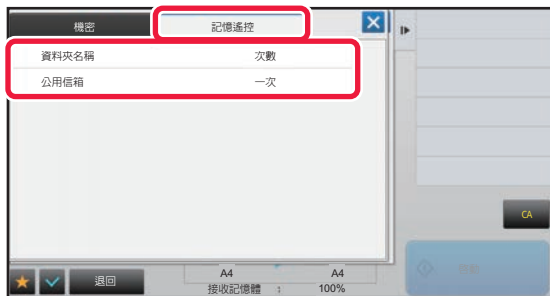 機密 記憶遙控
資料夾名稱 次數
公用信箱 一次
CA
退回
A4 A4
接收記憶體 : 100%